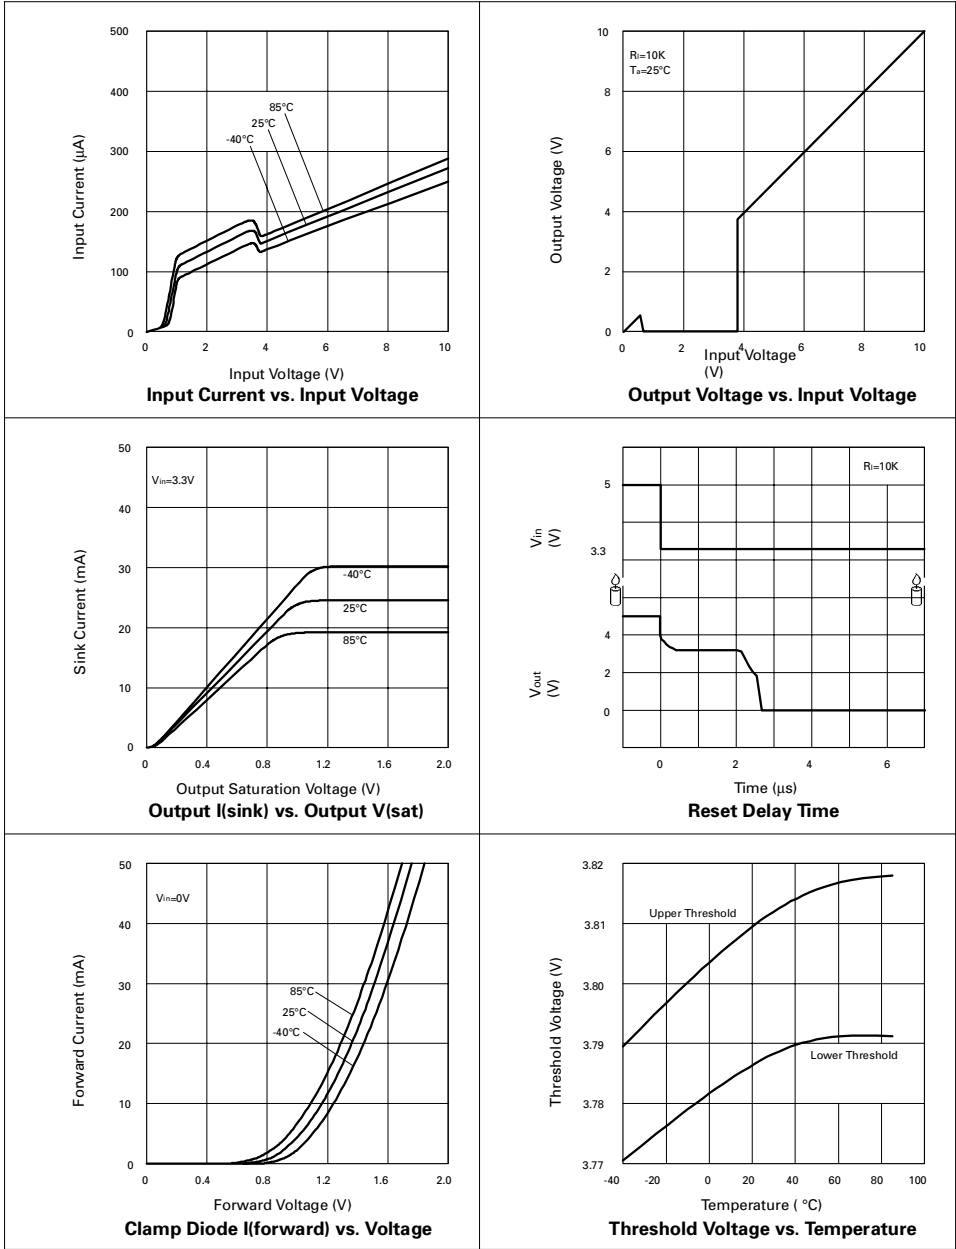 500
400
300
200
100
0
0 2 4 6 8 10
85°C
25°C
-40°C
Input Current (µA)
Input Voltage (V)
Input Current vs. Input Voltage
10
8
6
4
2
0
0 2 4 6 8 10
Rl=10K
Ta=25°C
Output Voltage (V)
Input Voltage
(V)
Output Voltage vs. Input Voltage
50
40
30
20
10
0
0 0.4 0.8 1.2 1.6 2.0
Vin=3.3V
-40°C
25°C
85°C
Sink Current (mA)
Output Saturation Voltage (V)
Output I(sink) vs. Output V(sat)
Rl=10K
5
3.3
Vin
(V)
4
2
0
Vout
(V)
0 2 4 6
Time (µs)
Reset Delay Time
50
40
30
20
10
0
0 0.4 0.8 1.2 1.6 2.0
Vin=0V
85°C
25°C
-40°C
Forward Current (mA)
Forward Voltage (V)
Clamp Diode I(forward) vs. Voltage
3.82
3.81
3.80
3.79
3.78
3.77
-40 -20 0 20 40 60 80 100
Upper Threshold
Lower Threshold
Threshold Voltage (V)
Temperature ( °C)
Threshold Voltage vs. Temperature